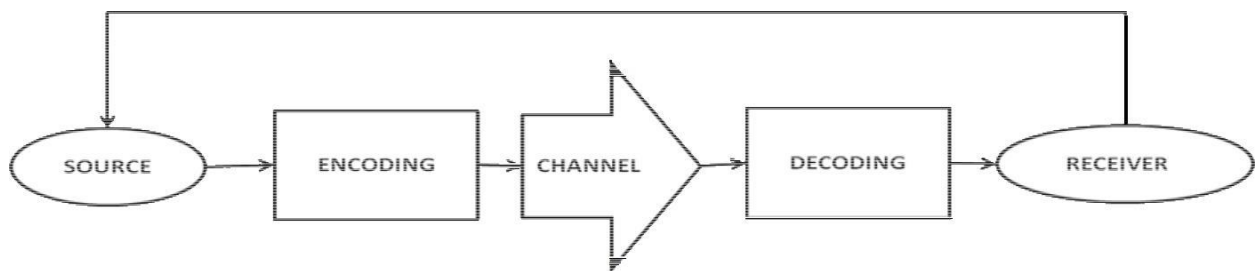 SOURCE
ENCODING
CHANNEL
DECODING
RECEIVER